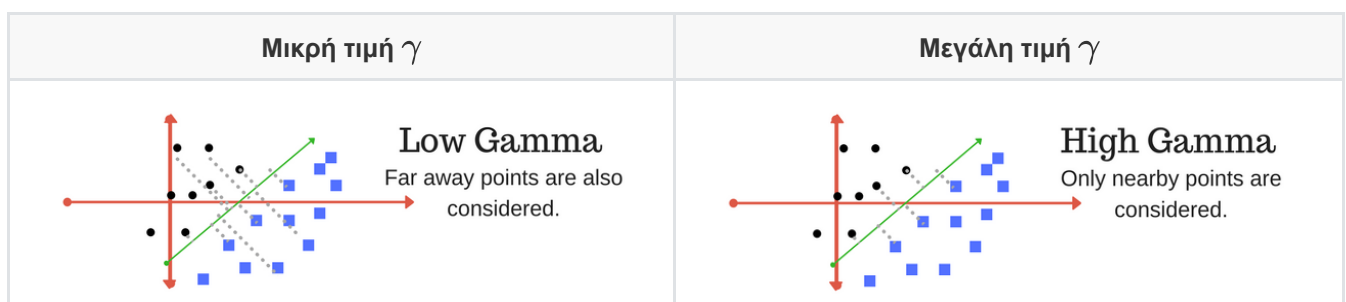 Μικρή τιμή γ
Μεγάλη τιμή γ
Low Gamma
Far away points are also
considered.
High Gamma
Only nearby points are
considered.